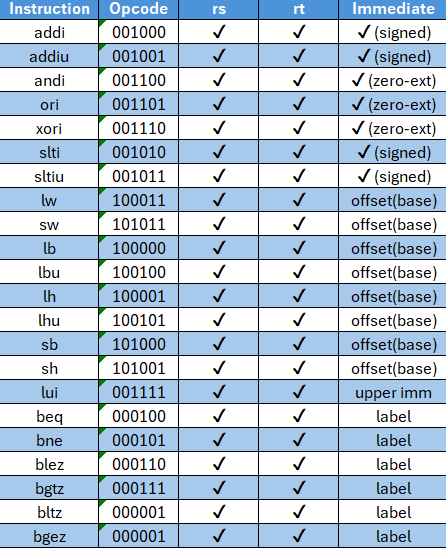 Instruction Opcode rs rt Immediate
addi 001000 ✓ ✓ ✓ (signed)
addiu 001001 ✓ ✓ ✓ (signed)
andi 001100 ✓ ✓ ✓ (zero-ext)
ori 001101 ✓ ✓ ✓ (zero-ext)
xori 001110 ✓ ✓ ✓ (zero-ext)
slti 001010 ✓ ✓ ✓ (signed)
sltiu 001011 ✓ ✓ ✓ (signed)
lw 100011 ✓ ✓ offset(base)
sw 101011 ✓ ✓ offset(base)
lb 100000 ✓ ✓ offset(base)
lbu 100100 ✓ ✓ offset(base)
lh 100001 ✓ ✓ offset(base)
lhu 100101 ✓ ✓ offset(base)
sb 101000 ✓ ✓ offset(base)
sh 101001 ✓ ✓ offset(base)
lui 001111 ✓ ✓ upper imm
beq 000100 ✓ ✓ label
bne 000101 ✓ ✓ label
blez 000110 ✓ ✓ label
bgtz 000111 ✓ ✓ label
bltz 000001 ✓ ✓ label
bgez 000001 ✓ ✓ label